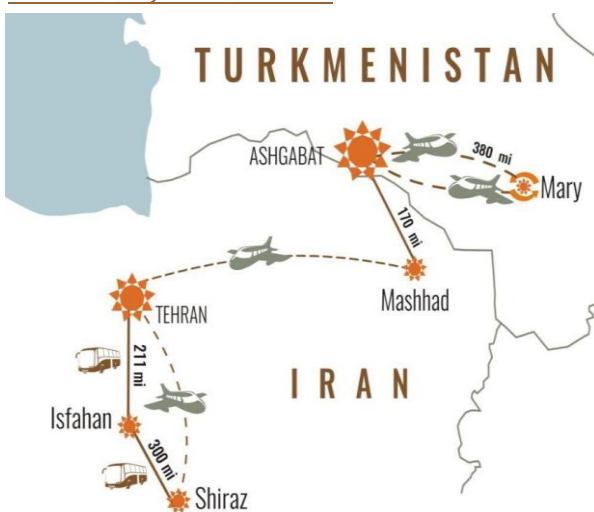 TURKMENISTAN
ASHGABAT
380 mi
Mary
170 mi
Mashhad
TEHRAN
211 mi
IRAN
Isfahan
300 mi
Shiraz